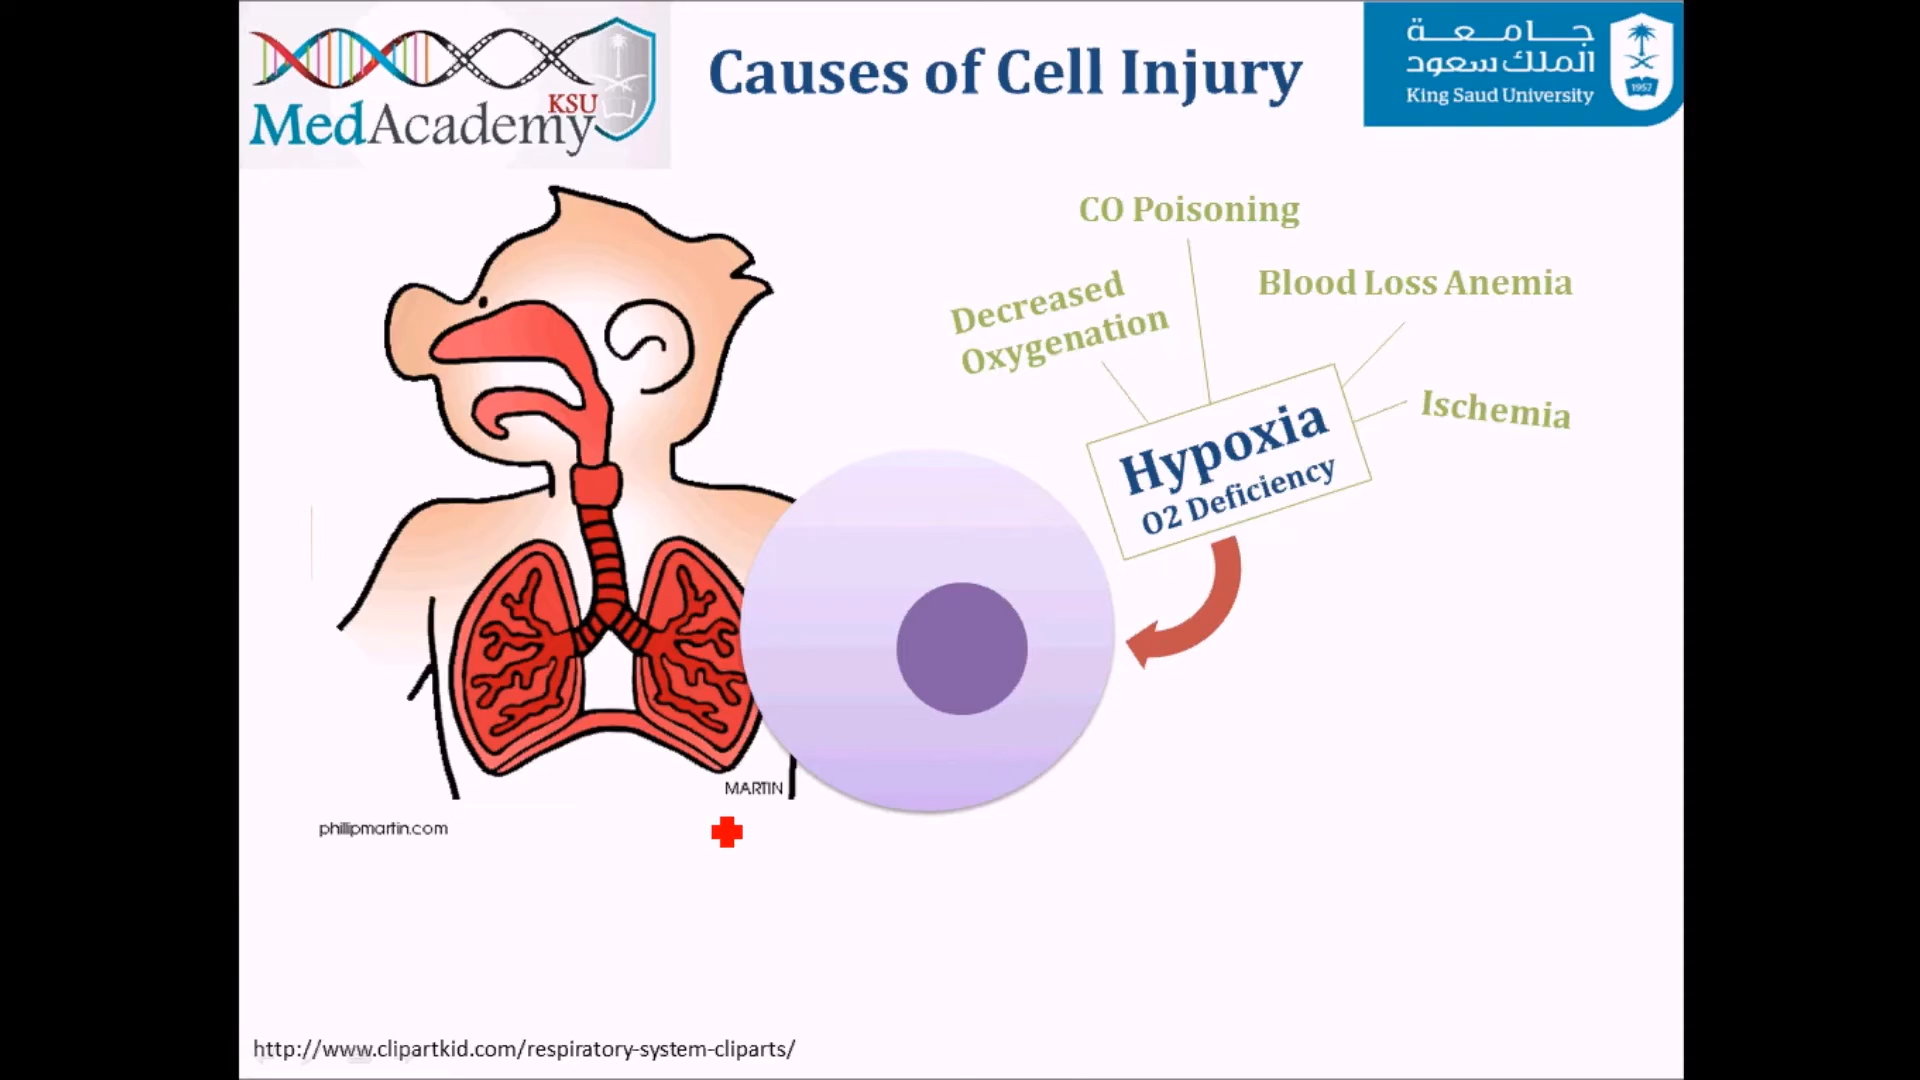 KSU
MedAcademy
Causes of Cell Injury
جامعة
الملك سعود
King Saud University
1957
CO Poisoning
Blood Loss Anemia
Decreased
Oxygenation
Ischemia
Hypoxia
O2 Deficiency
MARTIN
phillipmartin.com
http://www.clipartkid.com/respiratory-system-cliparts/